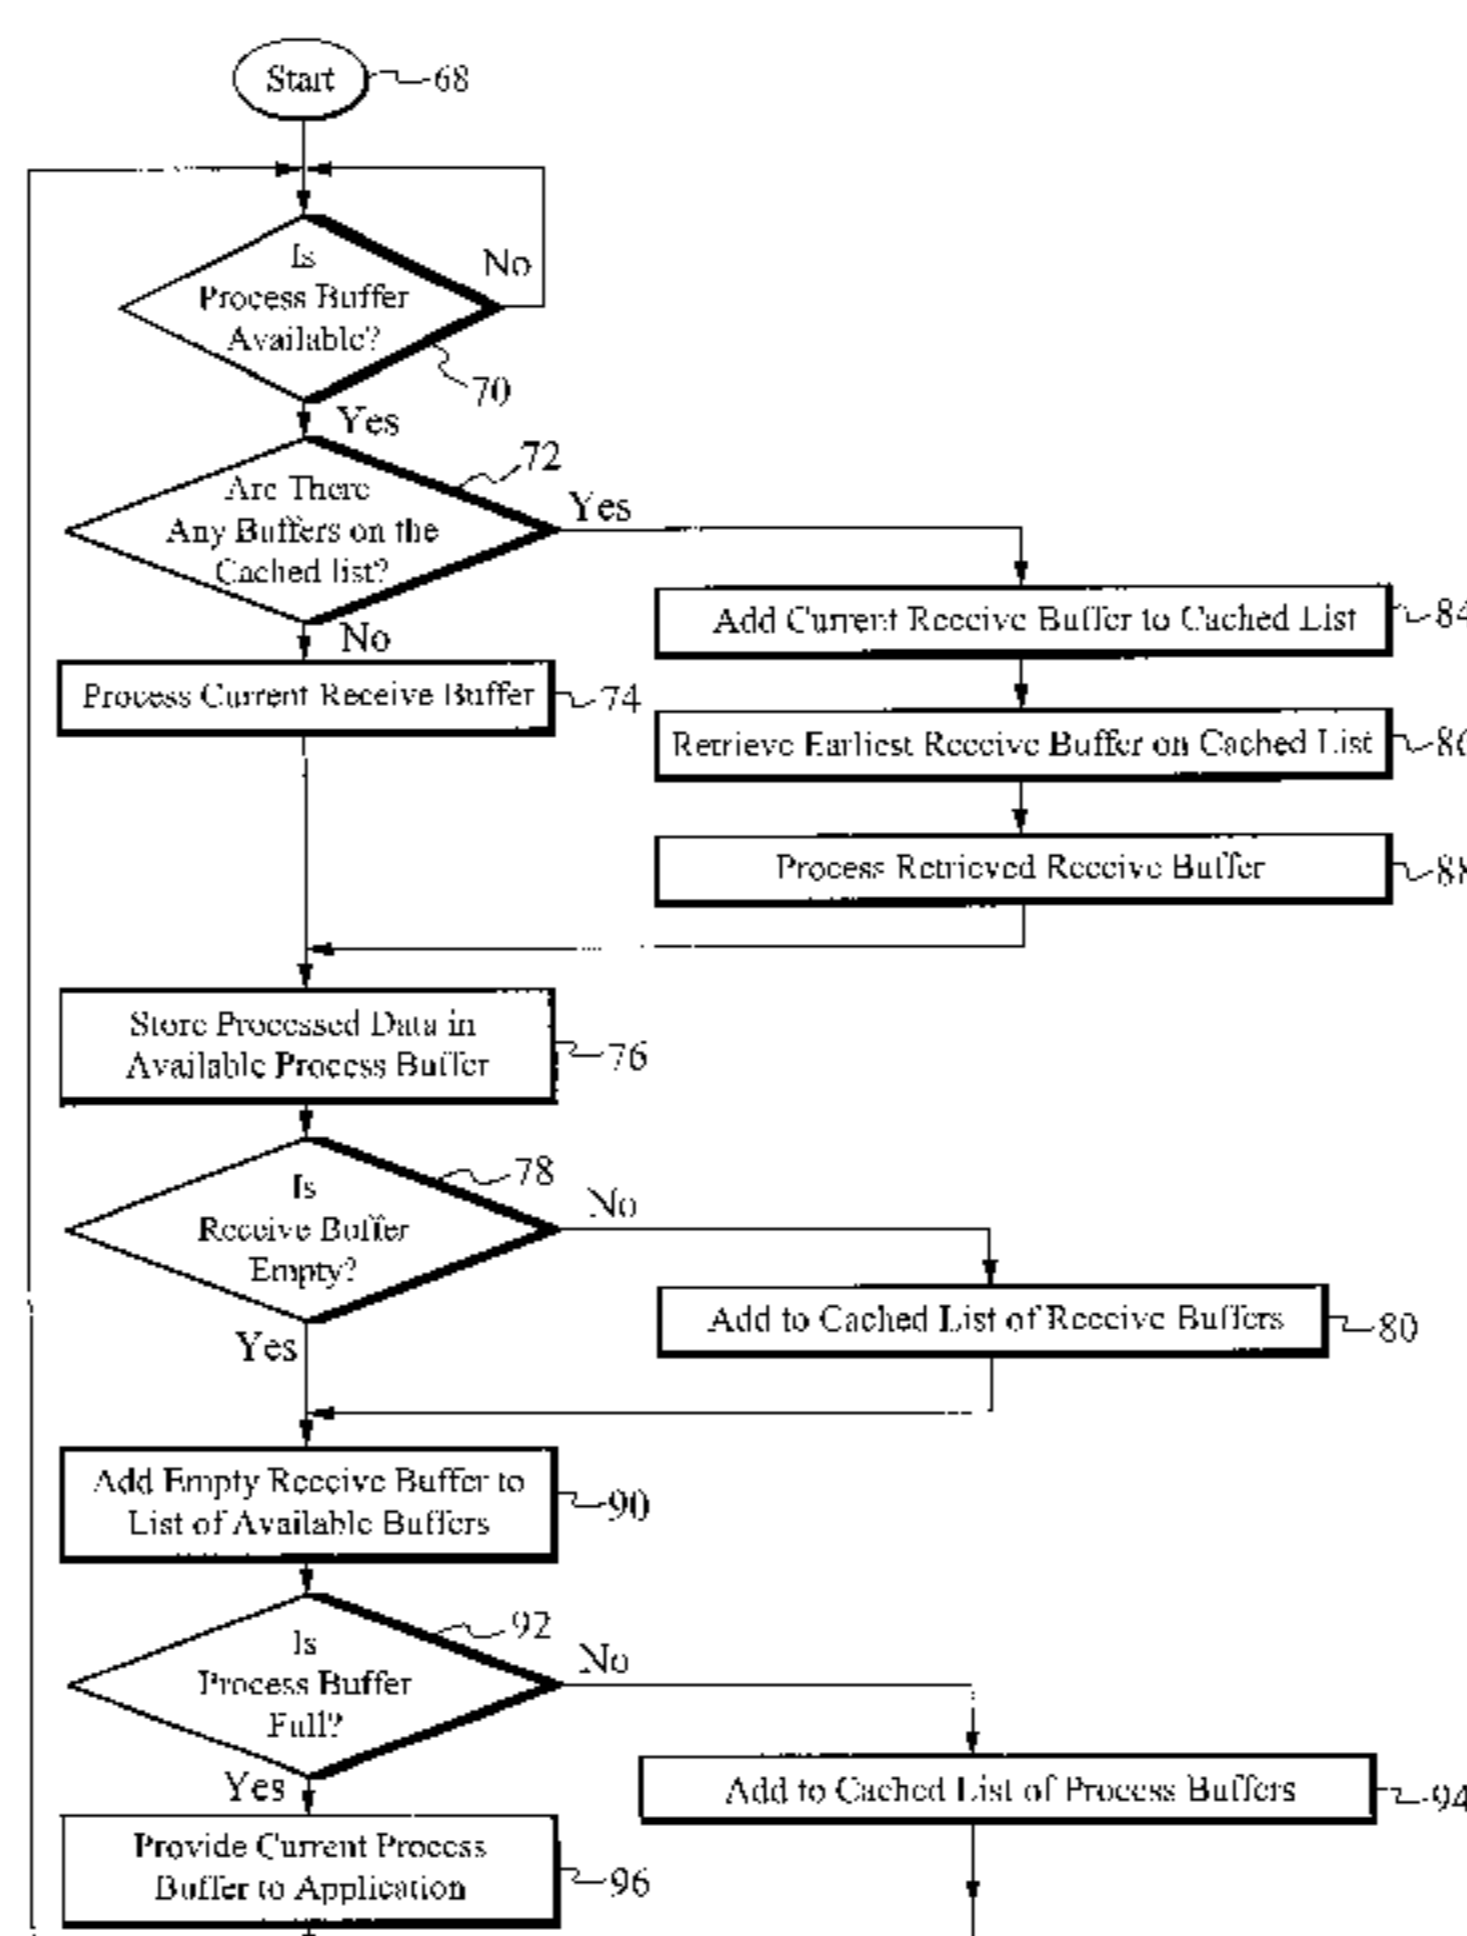 Start
68
Is
Process Buffer
Available?
No
70
Yes
72
Are There
Any Buffers on the
Cached list?
Yes
No
Add Current Receive Buffer to Cached List
Process Current Receive Buffer
74
Retrieve Earliest Receive Buffer on Cached List
Process Retrieved Receive Buffer
Store Processed Data in
Available Process Buffer
76
78
Is
Receive Buffer
Empty?
No
Yes
Add to Cached List of Receive Buffers
80
Add Empty Receive Buffer to
List of Available Buffers
90
92
Is
Process Buffer
Full?
No
Yes
Add to Cached List of Process Buffers
94
Provide Current Process
Buffer to Application
96